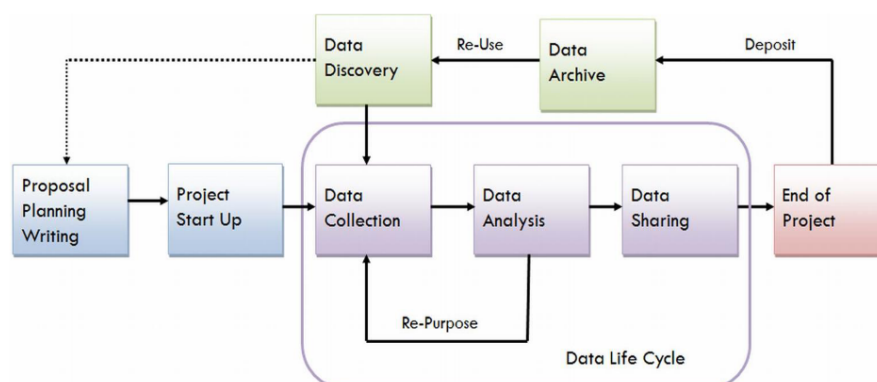 Data
Discovery
Re-Use
Data
Archive
Deposit
Proposal
Planning
Writing
Project
Start Up
Data
Collection
Data
Analysis
Data
Sharing
End of
Project
Re-Purpose
Data Life Cycle